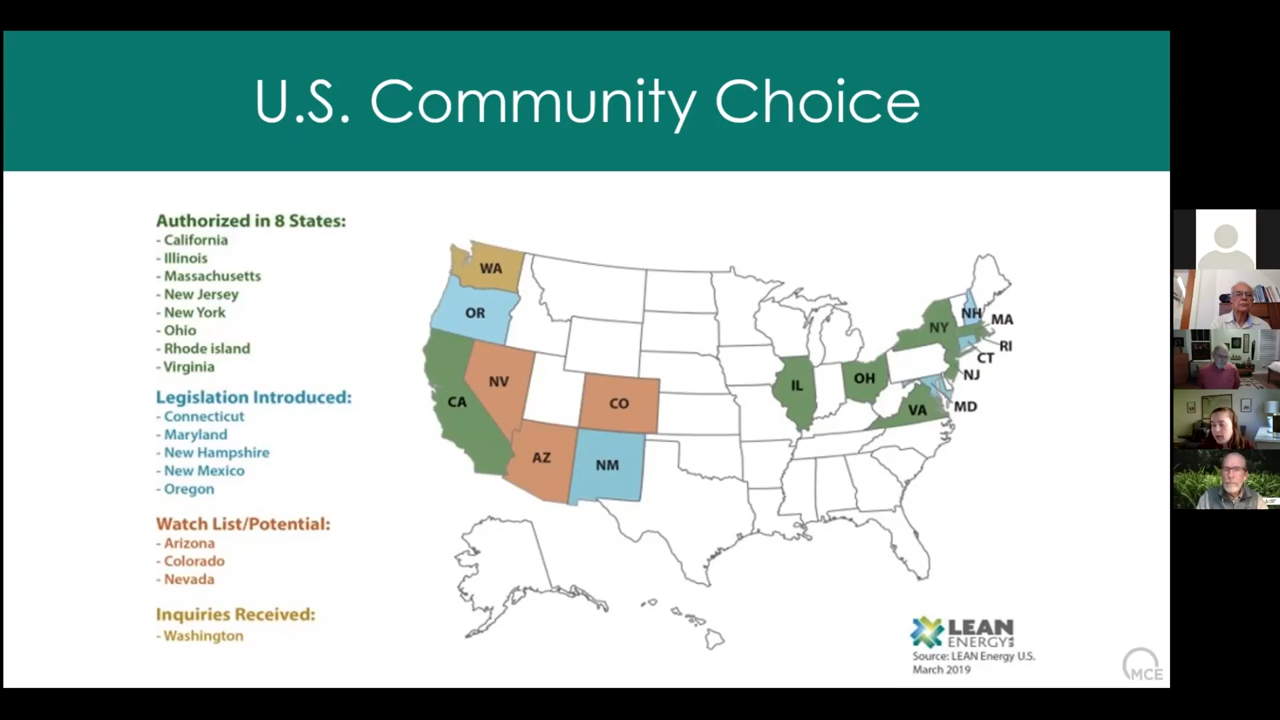 U.S. Community Choice
Authorized in 8 States:
- California
- Illinois
- Massachusetts
- New Jersey
- New York
- Ohio
- Rhode island
- Virginia
Legislation Introduced:
- Connecticut
- Maryland
- New Hampshire
- New Mexico
- Oregon
Watch List/Potential:
- Arizona
- Colorado
- Nevada
Inquiries Received:
- Washington
WA
OR
NV
CA
CO
AZ
NM
IL
OH
NY
VA
NH
MA
RI
CT
NJ
MD
LEAN
ENERGY
Source: LEAN Energy U.S.
March 2019
MCE